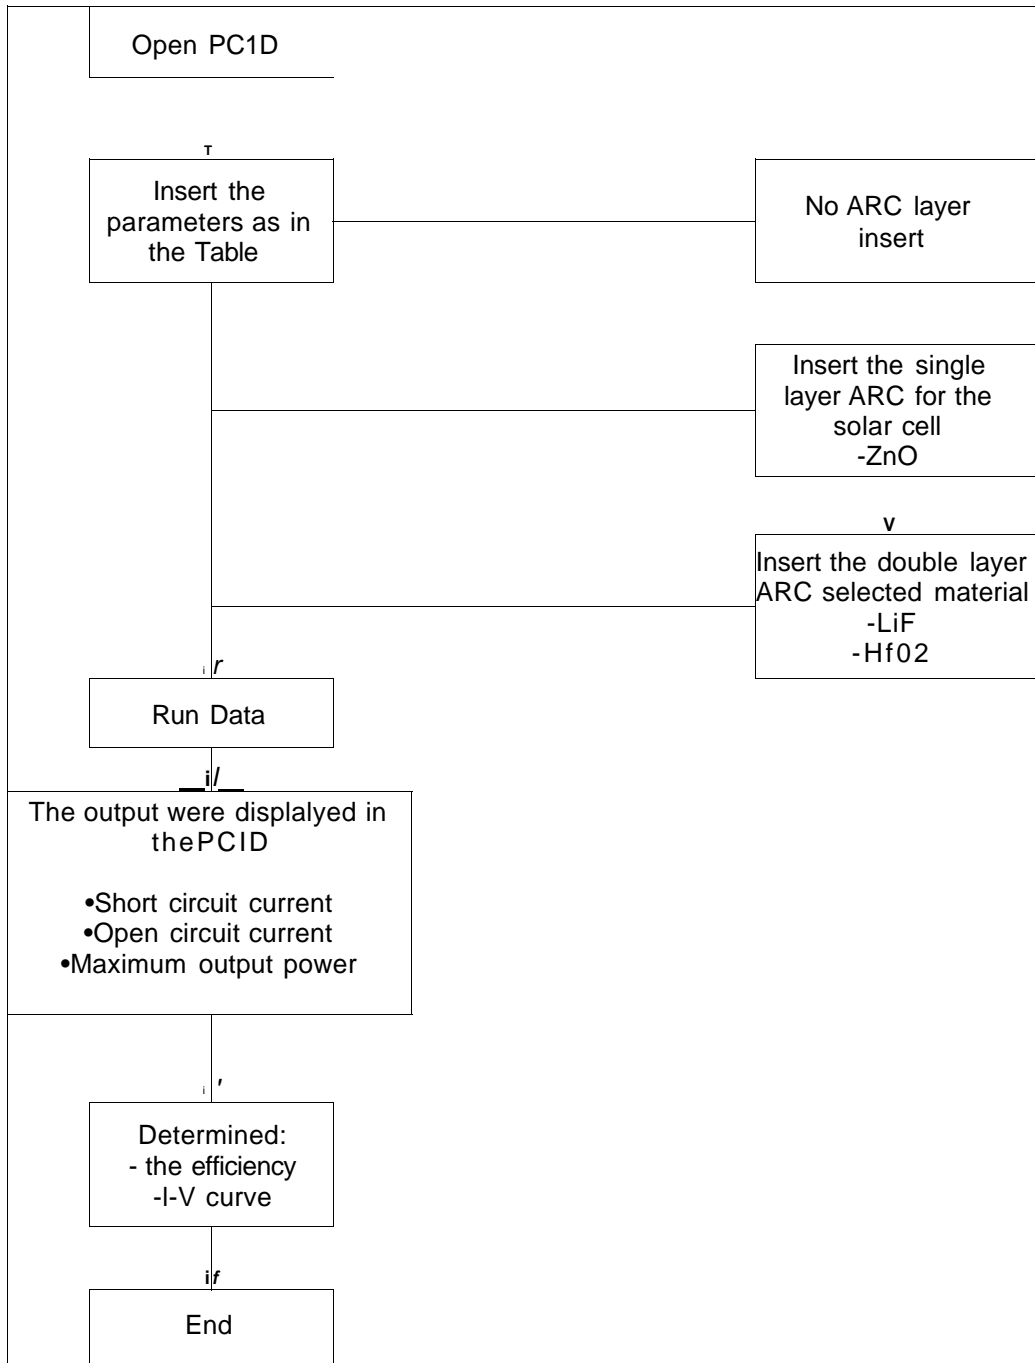 Open PC1D
T
Insert the
parameters as in
the Table
No ARC layer
insert
Insert the single
layer ARC for the
solar cell
-ZnO
V
Insert the double layer
ARC selected material
-LiF
-Hf02
i r
Run Data
i/
The output were displalyed in
thePCID
•Short circuit current
•Open circuit current
•Maximum output power
i '
Determined:
- the efficiency
-I-V curve
if
End